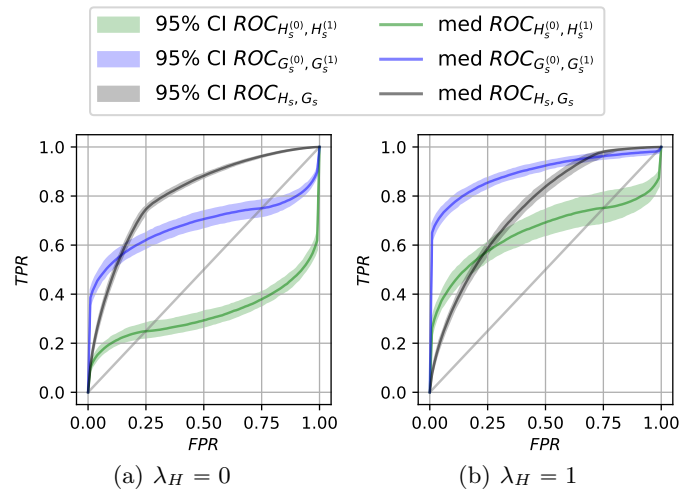 95% CI ROC_{H_s^{(0)}, H_s^{(1)}} med ROC_{H_s^{(0)}, H_s^{(1)}}
95% CI ROC_{G_s^{(0)}, G_s^{(1)}} med ROC_{G_s^{(0)}, G_s^{(1)}}
95% CI ROC_{H_s, G_s} med ROC_{H_s, G_s}
1.0
0.8
0.6
0.4
0.2
0.0
TPR
0.00 0.25 0.50 0.75 1.00
FPR
(a) λ_H = 0
1.0
0.8
0.6
0.4
0.2
0.0
TPR
0.00 0.25 0.50 0.75 1.00
FPR
(b) λ_H = 1